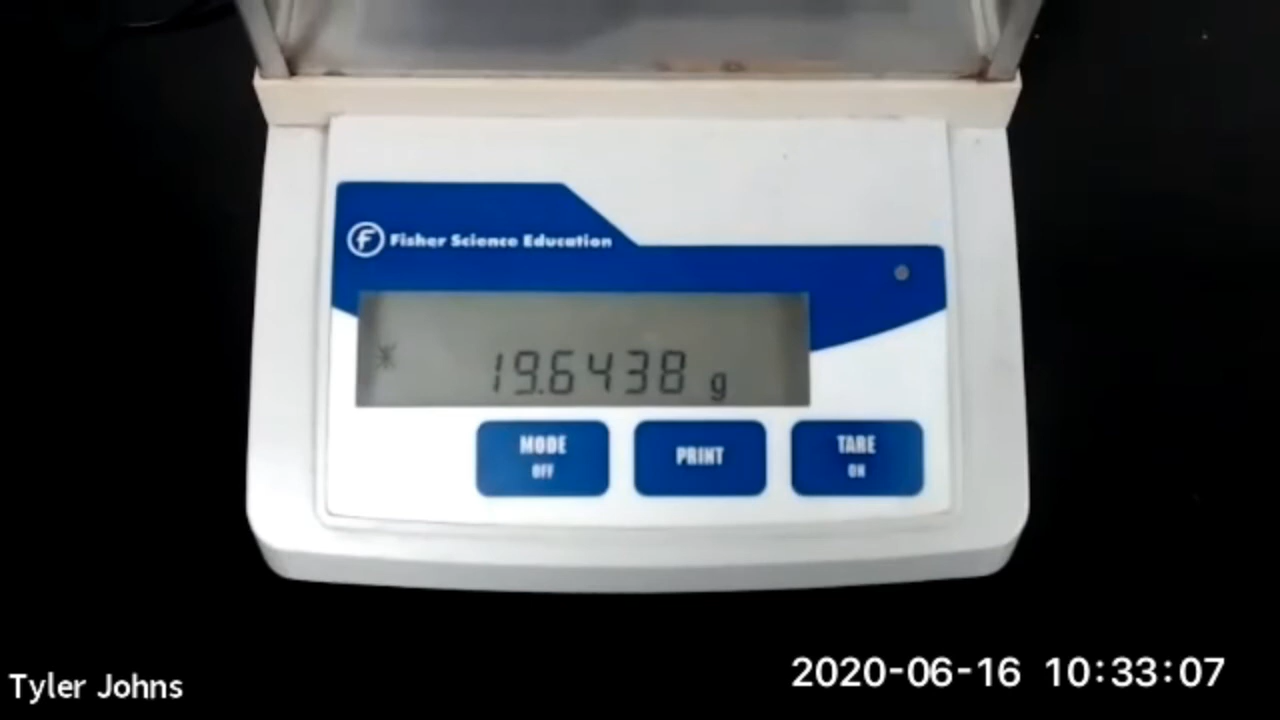 F Fisher Science Education
* 19.6438 g
MODE
OFF
PRINT
TARE
ON
Tyler Johns
2020-06-16 10:33:07